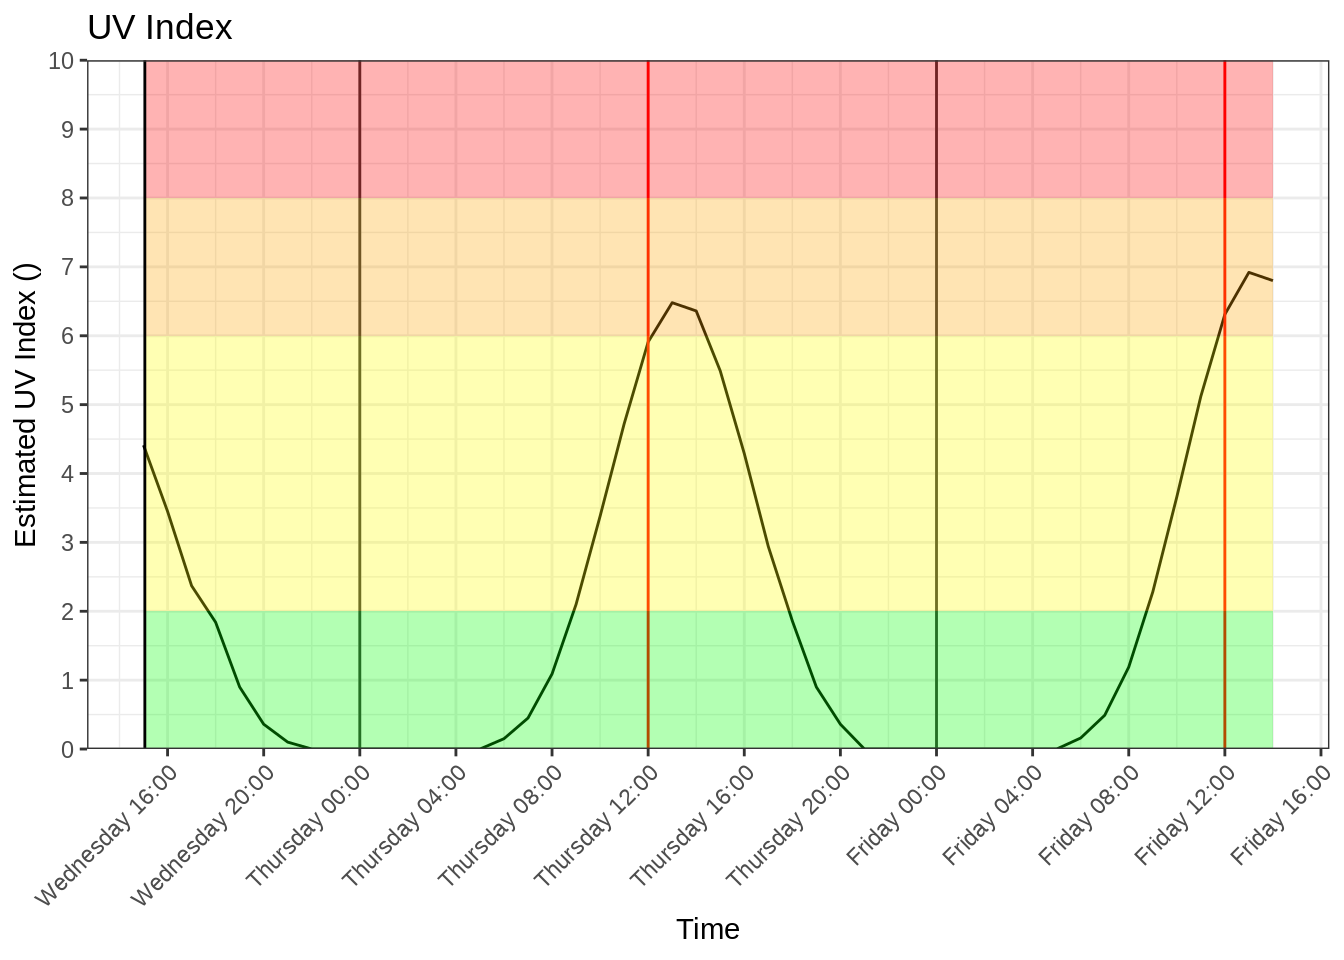 UV Index
10
9
8
7
6
5
4
3
2
1
0
Estimated UV Index ()
Wednesday 16:00
Wednesday 20:00
Thursday 00:00
Thursday 04:00
Thursday 08:00
Thursday 12:00
Thursday 16:00
Thursday 20:00
Friday 00:00
Friday 04:00
Friday 08:00
Friday 12:00
Friday 16:00
Time